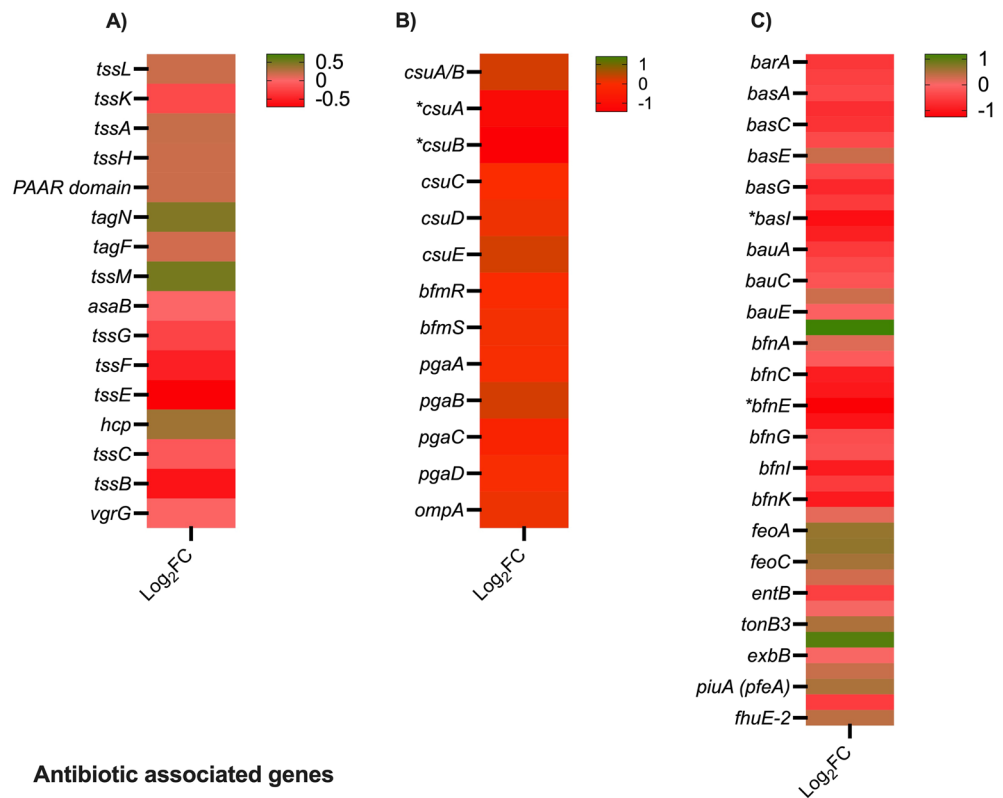 A)
0.5
0
-0.5
tssL
tssK
tssA
tssH
PAAR domain
tagN
tagF
tssM
asaB
tssG
tssF
tssE
hcp
tssC
tssB
vgrG
Log₂FC
B)
1
0
-1
csuA/B
*csuA
*csuB
csuC
csuD
csuE
bfmR
bfmS
pgaA
pgaB
pgaC
pgaD
ompA
Log₂FC
C)
1
0
-1
barA
basA
basC
basE
basG
*basI
bauA
bauC
bauE
bfnA
bfnC
*bfnE
bfnG
bfnI
bfnK
feoA
feoC
entB
tonB3
exbB
piuA (pfeA)
fhuE-2
Log₂FC
Antibiotic associated genes